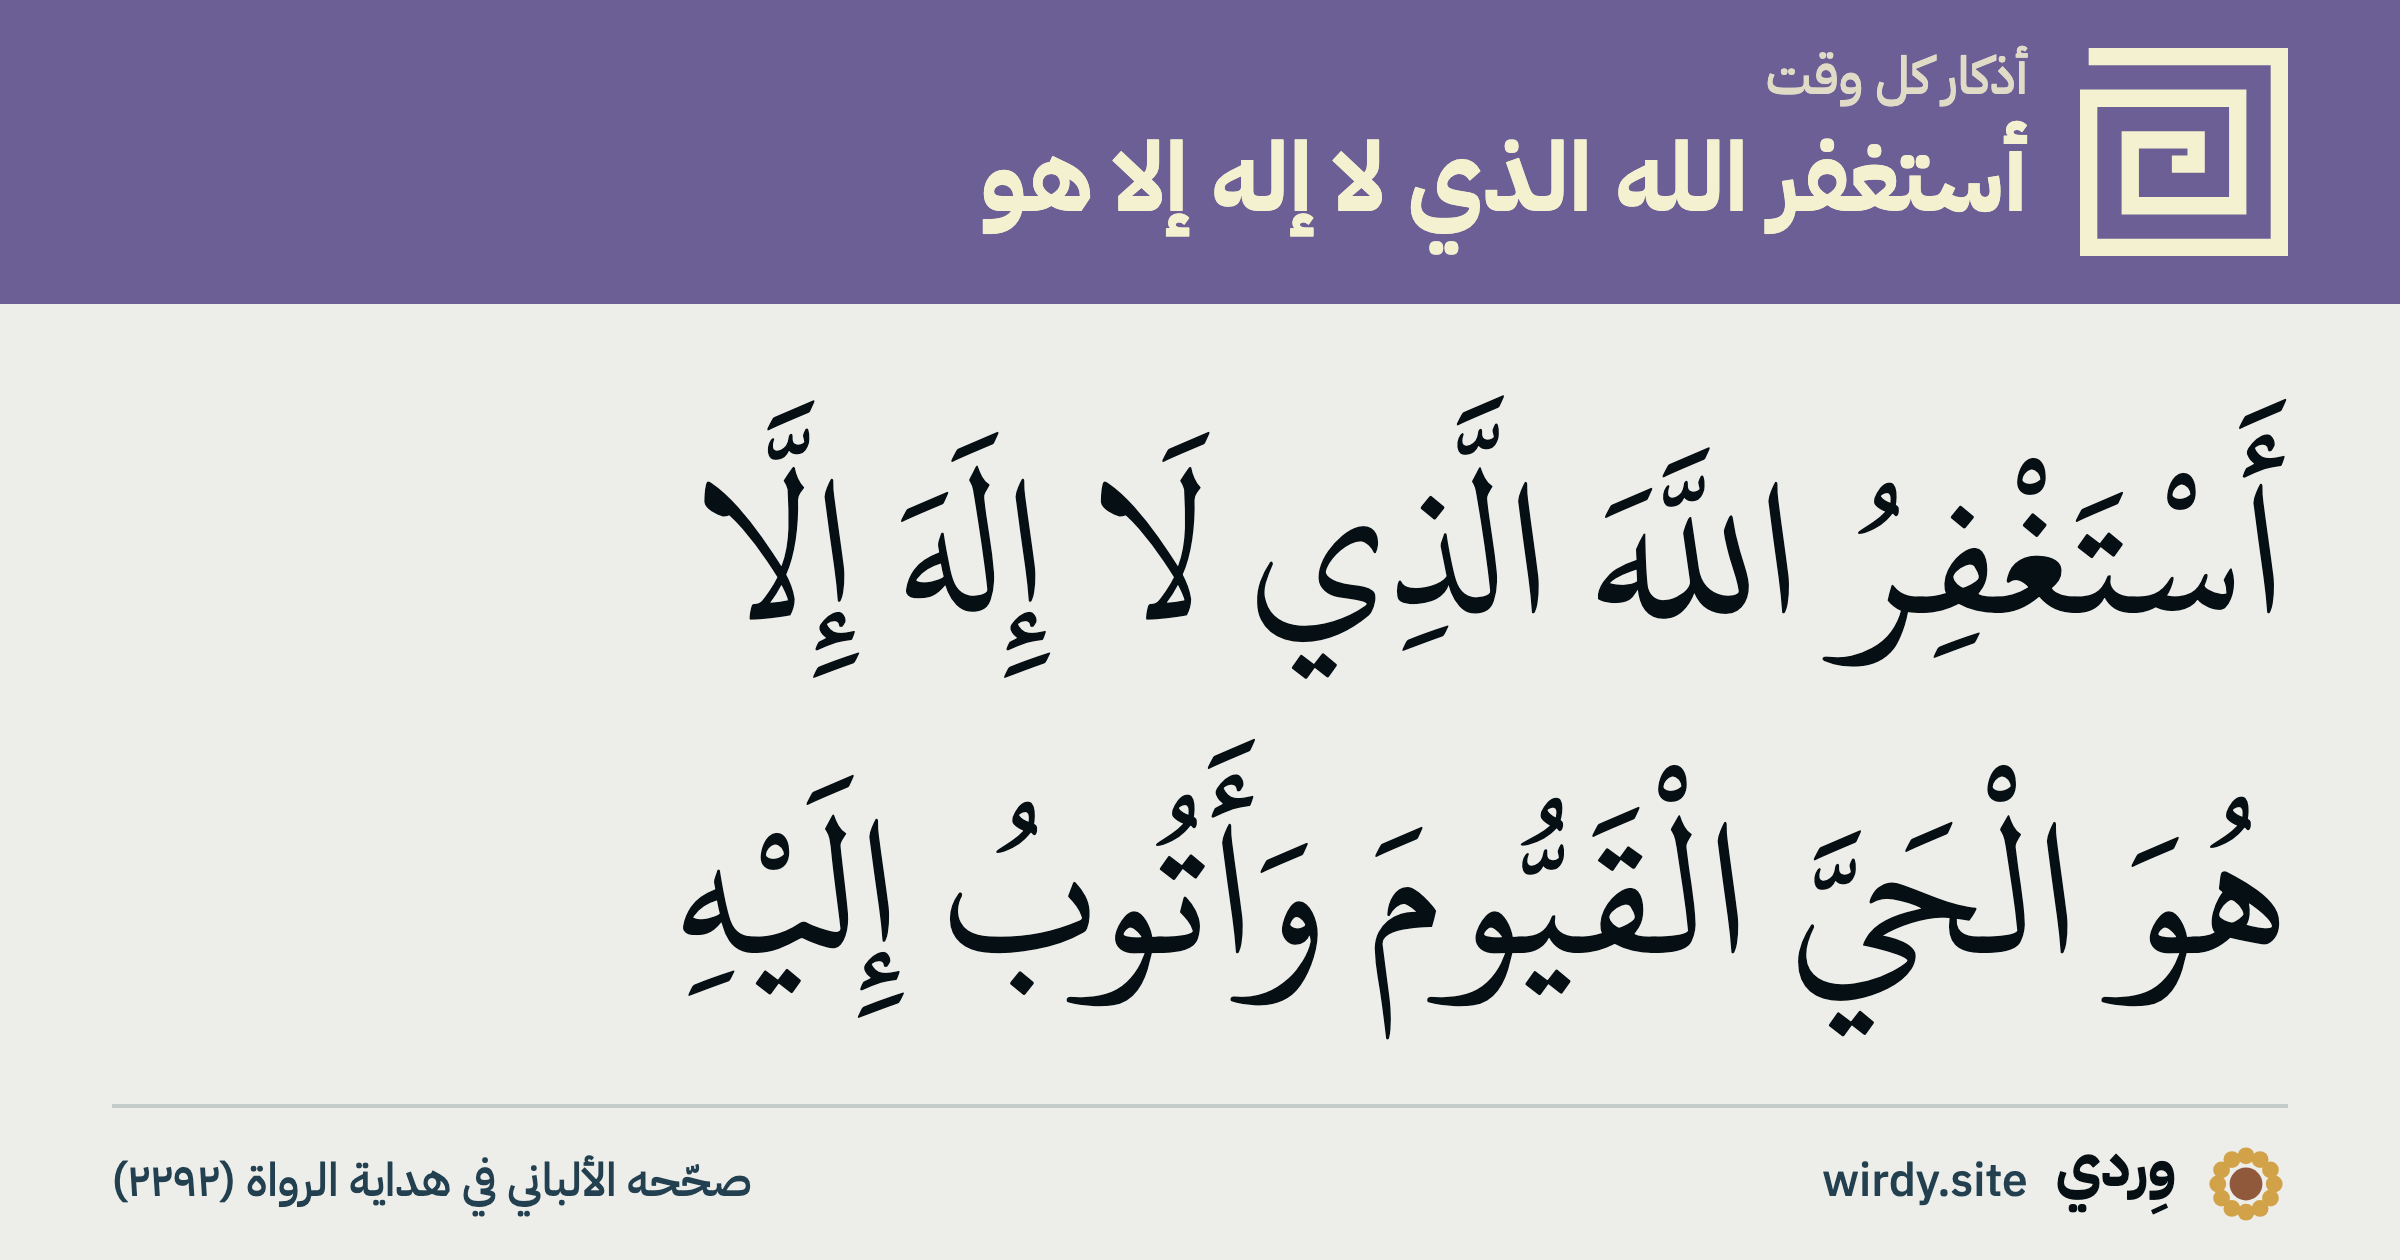 أذكار كل وقت
أستغفر الله الذي لا إله إلا هو
أَسْتَغْفِرُ اللَّهَ الَّذِي لَا إِلَهَ إِلَّا
هُوَ الْحَيَّ الْقَيُّومَ وَأَتُوبُ إِلَيْهِ
وِردي wirdy.site
صحّحه الألباني في هداية الرواة (٢٢٩٢)